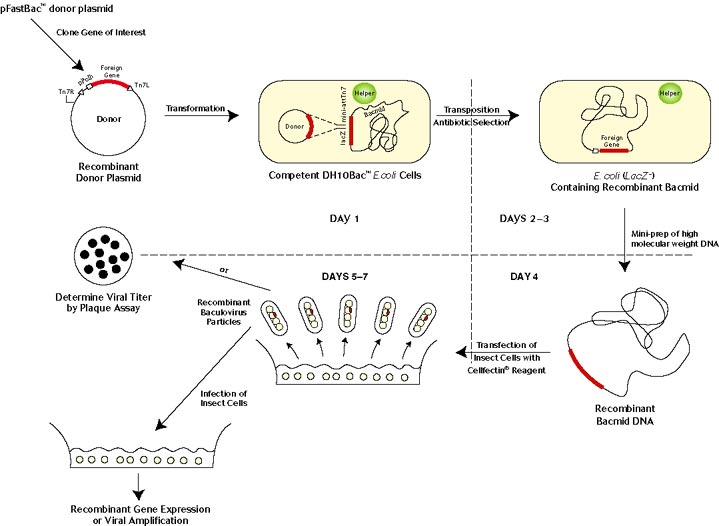 pFastBac™ donor plasmid
Clone Gene of Interest
Foreign
Gene
pPolh
Tn7R
Tn7L
Donor
Recombinant
Donor Plasmid
Transformation
Helper
Donor
lacZ
mini-attTn7
Bacmid
Competent DH10Bac™ E.coli Cells
Transposition
Antibiotic Selection
Helper
Foreign
Gene
E. coli (LacZ⁻)
Containing Recombinant Bacmid
DAY 1
DAYS 2–3
Mini-prep of high
molecular weight DNA
Determine Viral Titer
by Plaque Assay
or
DAYS 5–7
DAY 4
Recombinant
Baculovirus
Particles
Transfection of
Insect Cells with
Cellfectin® Reagent
Recombinant
Bacmid DNA
Infection of
Insect Cells
Recombinant Gene Expression
or Viral Amplification